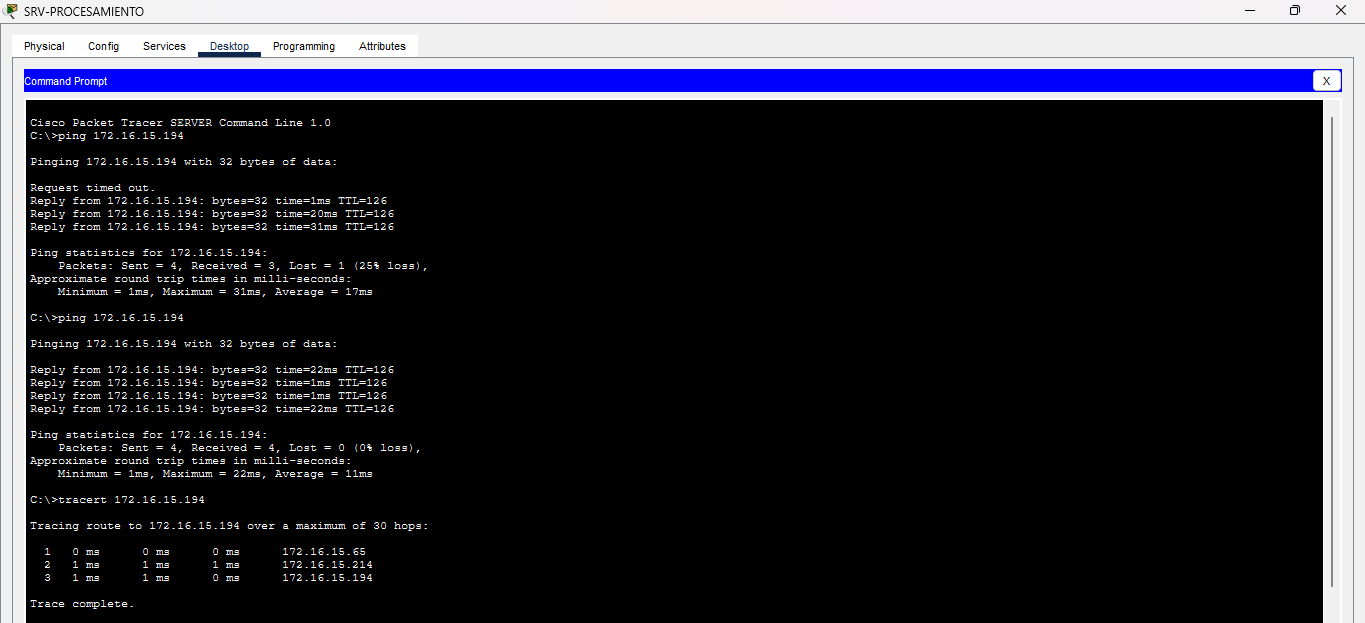 SRV-PROCESAMIENTO
Physical Config Services Desktop Programming Attributes
Command Prompt
X
Cisco Packet Tracer SERVER Command Line 1.0
C:\>ping 172.16.15.194
Pinging 172.16.15.194 with 32 bytes of data:
Request timed out.
Reply from 172.16.15.194: bytes=32 time=1ms TTL=126
Reply from 172.16.15.194: bytes=32 time=20ms TTL=126
Reply from 172.16.15.194: bytes=32 time=31ms TTL=126
Ping statistics for 172.16.15.194:
Packets: Sent = 4, Received = 3, Lost = 1 (25% loss),
Approximate round trip times in milli-seconds:
Minimum = 1ms, Maximum = 31ms, Average = 17ms
C:\>ping 172.16.15.194
Pinging 172.16.15.194 with 32 bytes of data:
Reply from 172.16.15.194: bytes=32 time=22ms TTL=126
Reply from 172.16.15.194: bytes=32 time=1ms TTL=126
Reply from 172.16.15.194: bytes=32 time=1ms TTL=126
Reply from 172.16.15.194: bytes=32 time=22ms TTL=126
Ping statistics for 172.16.15.194:
Packets: Sent = 4, Received = 4, Lost = 0 (0% loss),
Approximate round trip times in milli-seconds:
Minimum = 1ms, Maximum = 22ms, Average = 11ms
C:\>tracert 172.16.15.194
Tracing route to 172.16.15.194 over a maximum of 30 hops:
1 0 ms 0 ms 0 ms 172.16.15.65
2 1 ms 1 ms 1 ms 172.16.15.214
3 1 ms 1 ms 0 ms 172.16.15.194
Trace complete.